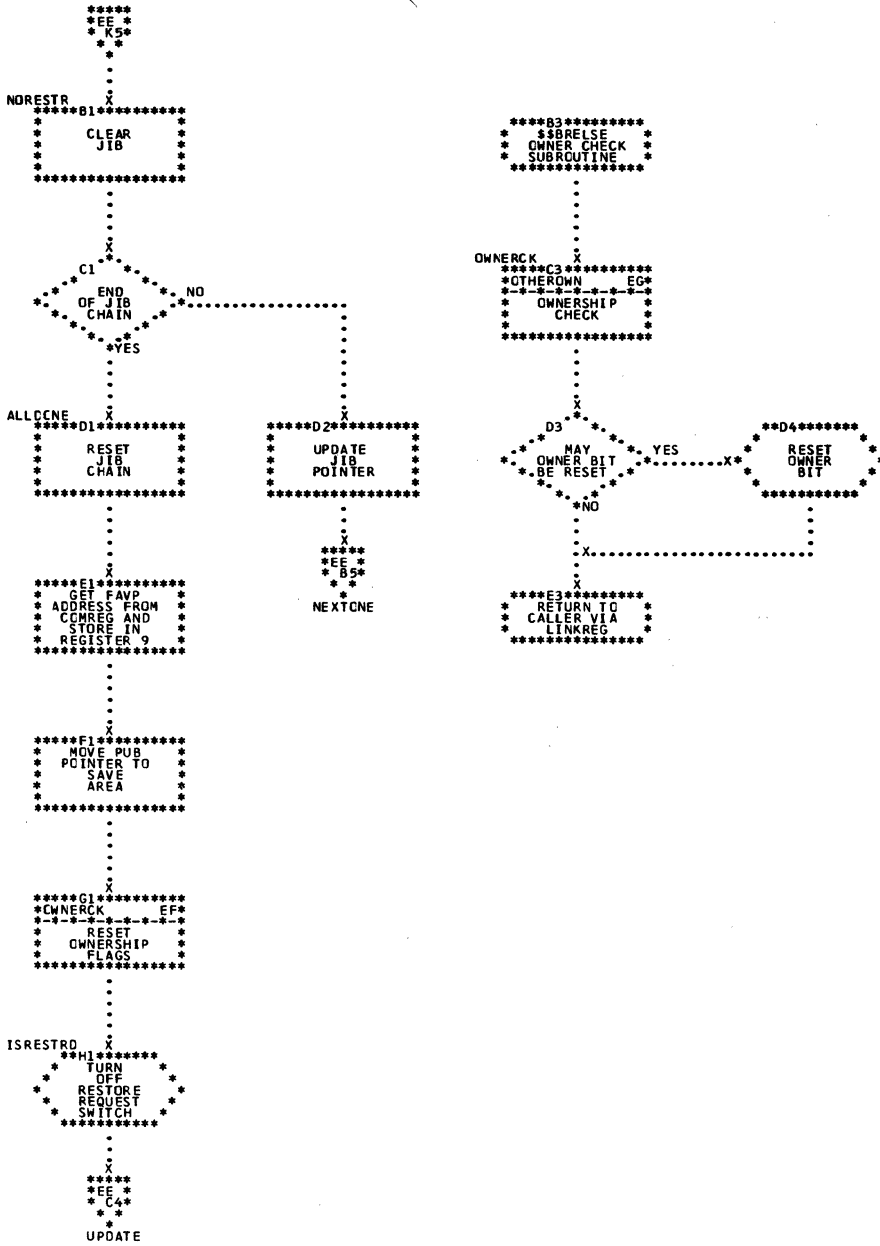 EE
K5
NORESTR
B1
CLEAR
JIB
C1
END
OF JIB
CHAIN
NO
YES
ALLDCNE
D1
RESET
JIB
CHAIN
D2
UPDATE
JIB
POINTER
EE
B5
NEXTCNE
E1
GET FAVP
ADDRESS FROM
COMREG AND
STORE IN
REGISTER 9
F1
MOVE PUB
POINTER TO
SAVE
AREA
G1
CWNERCK EF
RESET
OWNERSHIP
FLAGS
ISRESTRD
H1
TURN
OFF
RESTORE
REQUEST
SWITCH
EE
C4
UPDATE
B3
$$BRELSE
OWNER CHECK
SUBROUTINE
OWNERCK
C3
OTHEROWN EG
OWNERSHIP
CHECK
D3
MAY
OWNER BIT
BE RESET
YES
NO
D4
RESET
OWNER
BIT
E3
RETURN TO
CALLER VIA
LINKREG